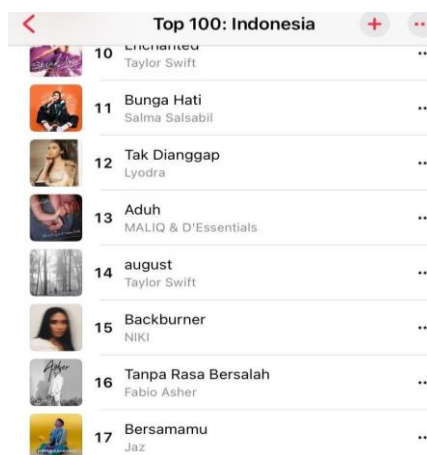 Top 100: Indonesia
10 Enchanted
Taylor Swift
11 Bunga Hati
Salma Salsabil
12 Tak Dianggap
Lyodra
13 Aduh
MALIQ & D'Essentials
14 august
Taylor Swift
15 Backburner
NIKI
16 Tanpa Rasa Bersalah
Fabio Asher
17 Bersamamu
Jaz